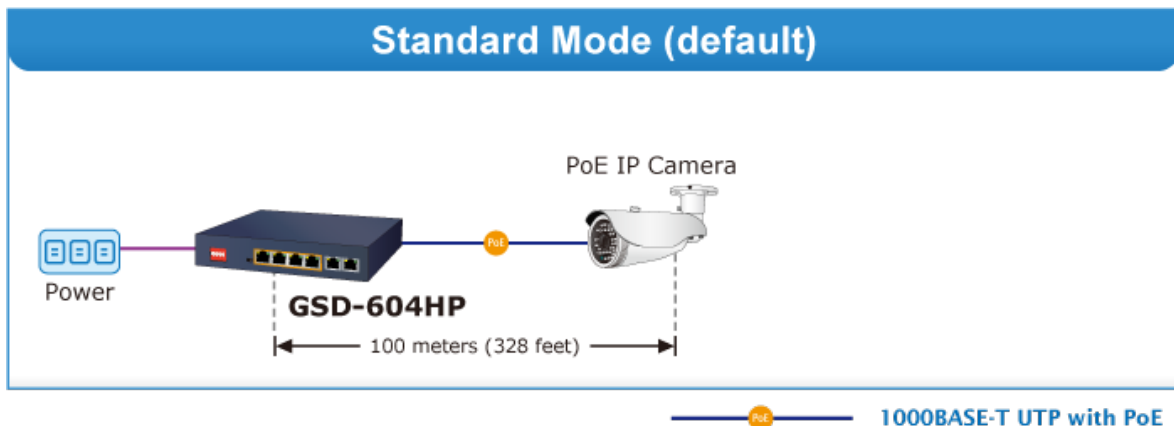 Standard Mode (default)
PoE IP Camera
Power
PoE
GSD-604HP
100 meters (328 feet)
PoE
1000BASE-T UTP with PoE